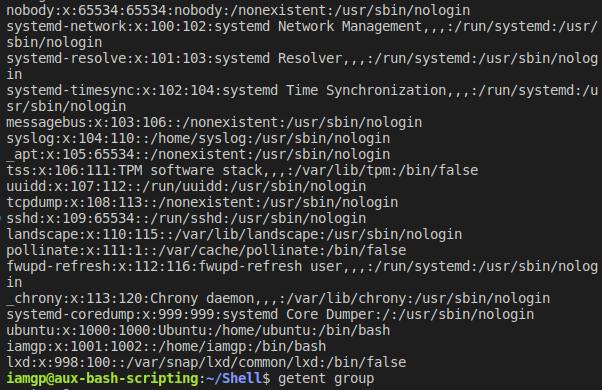 nobody:x:65534:65534:nobody:/nonexistent:/usr/sbin/nologin
systemd-network:x:100:102:systemd Network Management,,,:/run/systemd:/usr/
sbin/nologin
systemd-resolve:x:101:103:systemd Resolver,,,:/run/systemd:/usr/sbin/nolog
in
systemd-timesync:x:102:104:systemd Time Synchronization,,,:/run/systemd:/u
sr/sbin/nologin
messagebus:x:103:106::/nonexistent:/usr/sbin/nologin
syslog:x:104:110::/home/syslog:/usr/sbin/nologin
_apt:x:105:65534::/nonexistent:/usr/sbin/nologin
tss:x:106:111:TPM software stack,,,:/var/lib/tpm:/bin/false
uuidd:x:107:112::/run/uuidd:/usr/sbin/nologin
tcpdump:x:108:113::/nonexistent:/usr/sbin/nologin
sshd:x:109:65534::/run/sshd:/usr/sbin/nologin
landscape:x:110:115::/var/lib/landscape:/usr/sbin/nologin
pollinate:x:111:1::/var/cache/pollinate:/bin/false
fwupd-refresh:x:112:116:fwupd-refresh user,,,:/run/systemd:/usr/sbin/nolog
in
_chrony:x:113:120:Chrony daemon,,,:/var/lib/chrony:/usr/sbin/nologin
systemd-coredump:x:999:999:systemd Core Dumper:/:/usr/sbin/nologin
ubuntu:x:1000:1000:Ubuntu:/home/ubuntu:/bin/bash
iamgp:x:1001:1002::/home/iamgp:/bin/bash
lxd:x:998:100::/var/snap/lxd/common/lxd:/bin/false
iamgp@aux-bash-scripting:~/Shell$ getent group